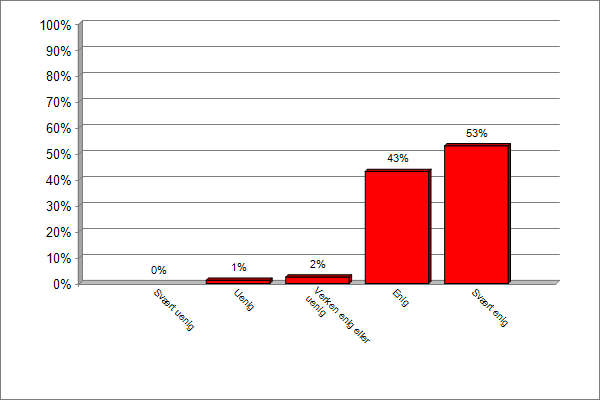 100%
90%
80%
70%
60%
50%
40%
30%
20%
10%
0%
0%
1%
2%
43%
53%
Svært uenig
Uenig
Verken enig eller
uenig
Enig
Svært enig